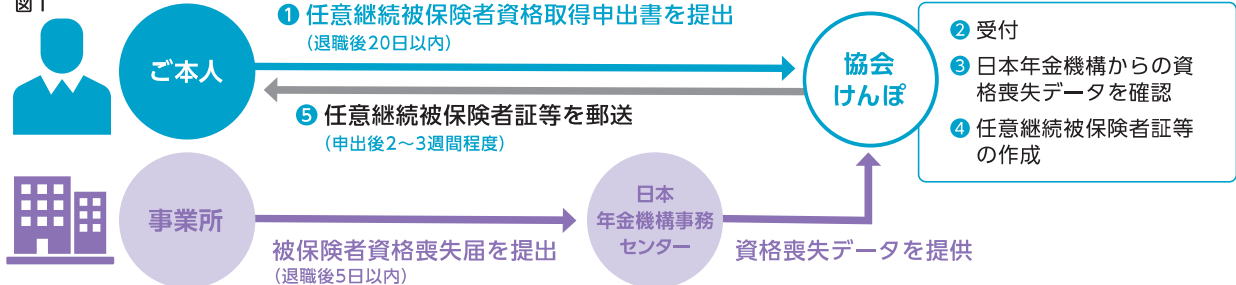 図1
❶ 任意継続被保険者資格取得申出書を提出
(退職後20日以内)
ご本人
協会
けんぽ
❷ 受付
❸ 日本年金機構からの資
格喪失データを確認
❹ 任意継続被保険者証等
の作成
❺ 任意継続被保険者証等を郵送
(申出後2〜3週間程度)
事業所
被保険者資格喪失届を提出
(退職後5日以内)
日本
年金機構事務
センター
資格喪失データを提供